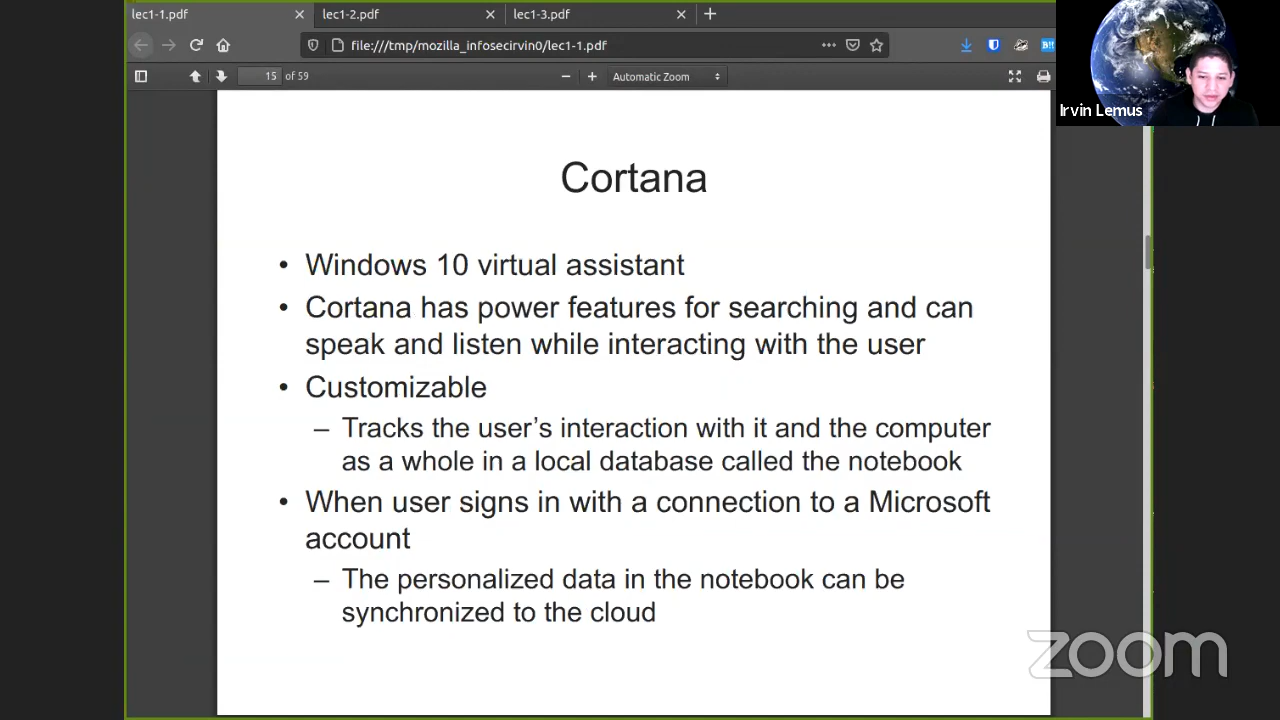 lec1-1.pdf
lec1-2.pdf
lec1-3.pdf
file:///tmp/mozilla_infosecirvin0/lec1-1.pdf
15 of 59
Automatic Zoom
Irvin Lemus
Cortana
• Windows 10 virtual assistant
• Cortana has power features for searching and can
speak and listen while interacting with the user
• Customizable
– Tracks the user's interaction with it and the computer
as a whole in a local database called the notebook
• When user signs in with a connection to a Microsoft
account
– The personalized data in the notebook can be
synchronized to the cloud
zoom